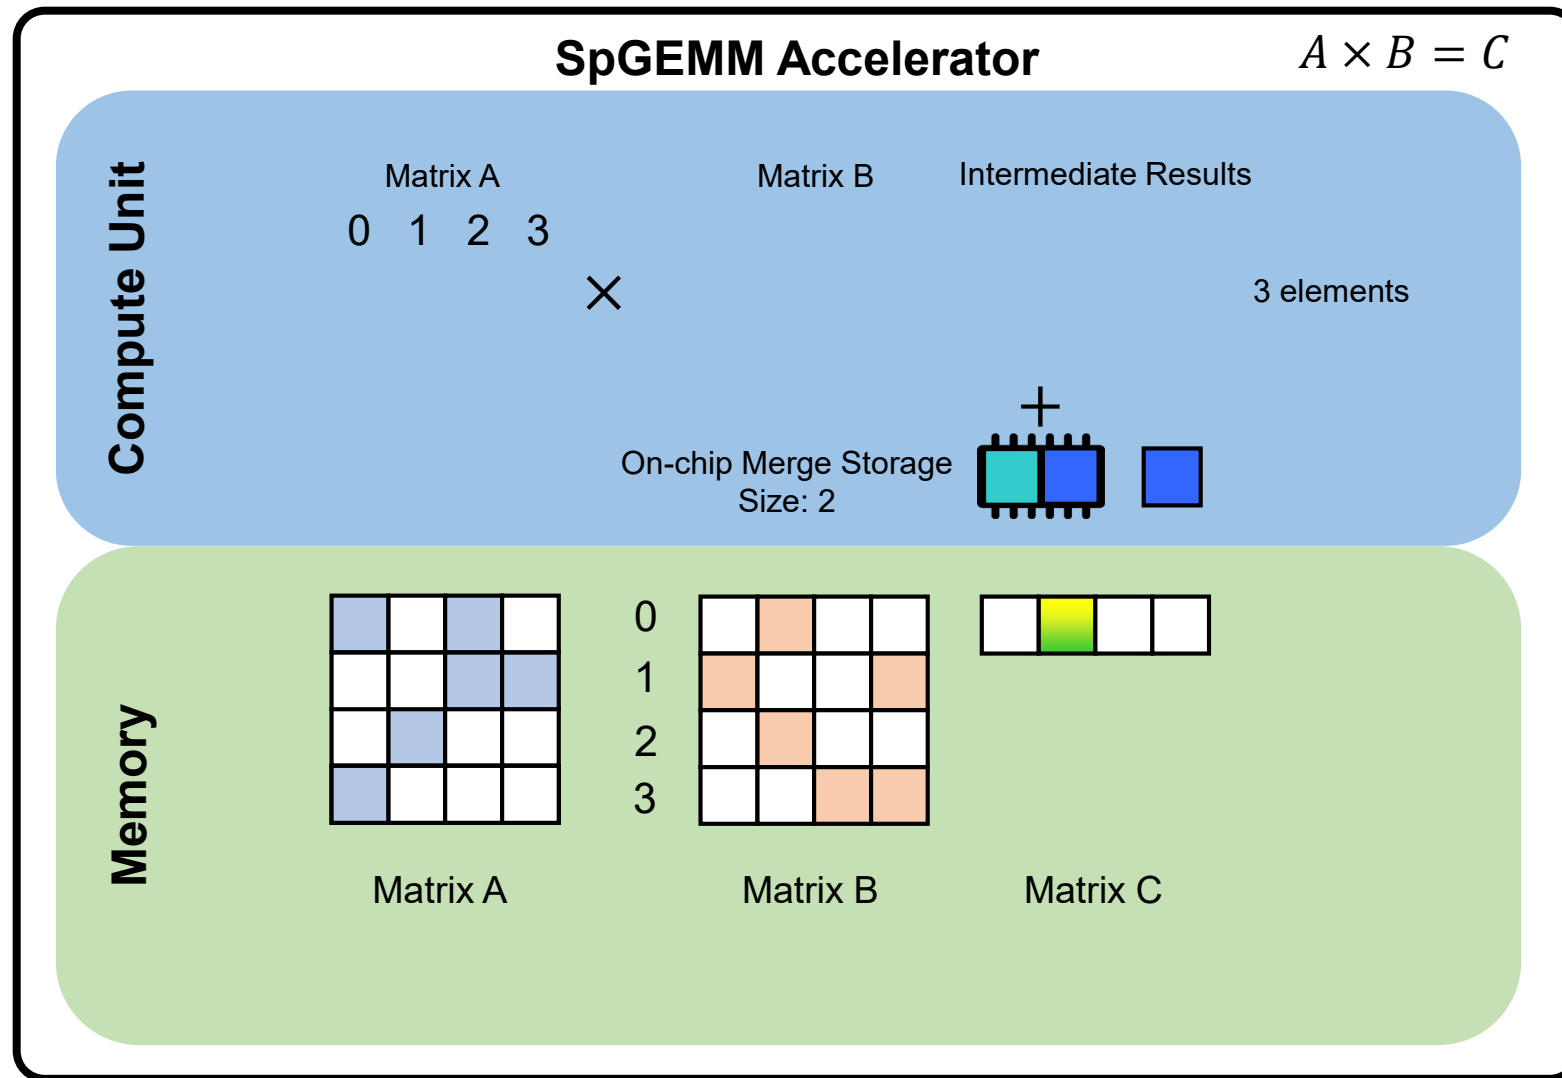 SpGEMM Accelerator
A × B = C
Compute Unit
Matrix A
Matrix B
Intermediate Results
0 1 2 3
×
3 elements
+
On-chip Merge Storage
Size: 2
Memory
0
1
2
3
Matrix A
Matrix B
Matrix C